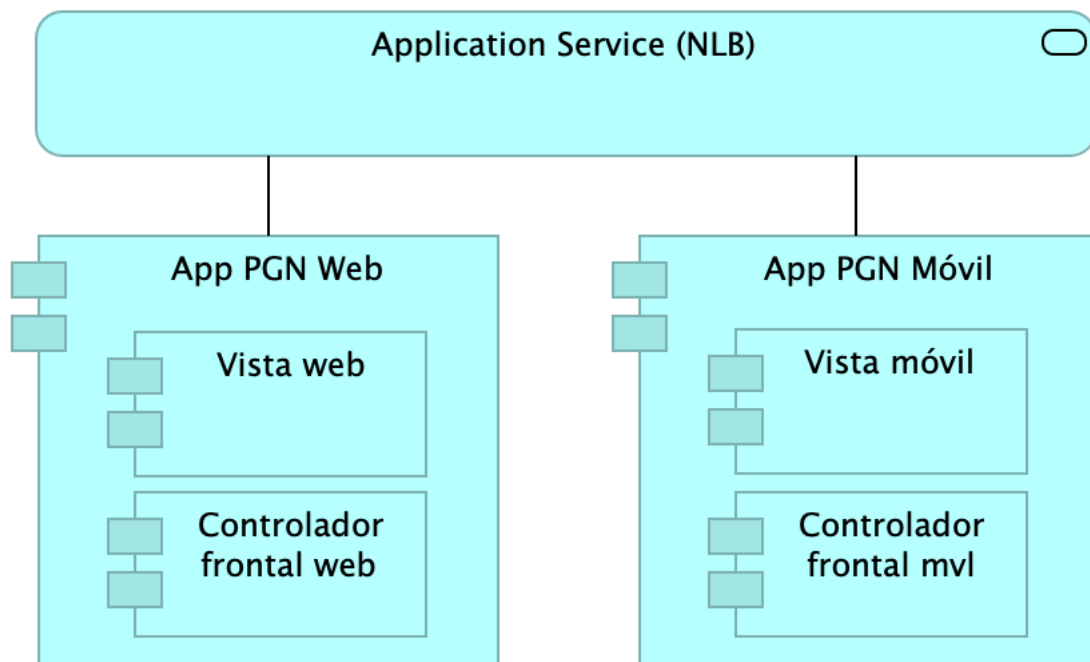 Application Service (NLB)
App PGN Web
Vista web
Controlador
frontal web
App PGN Móvil
Vista móvil
Controlador
frontal mvl